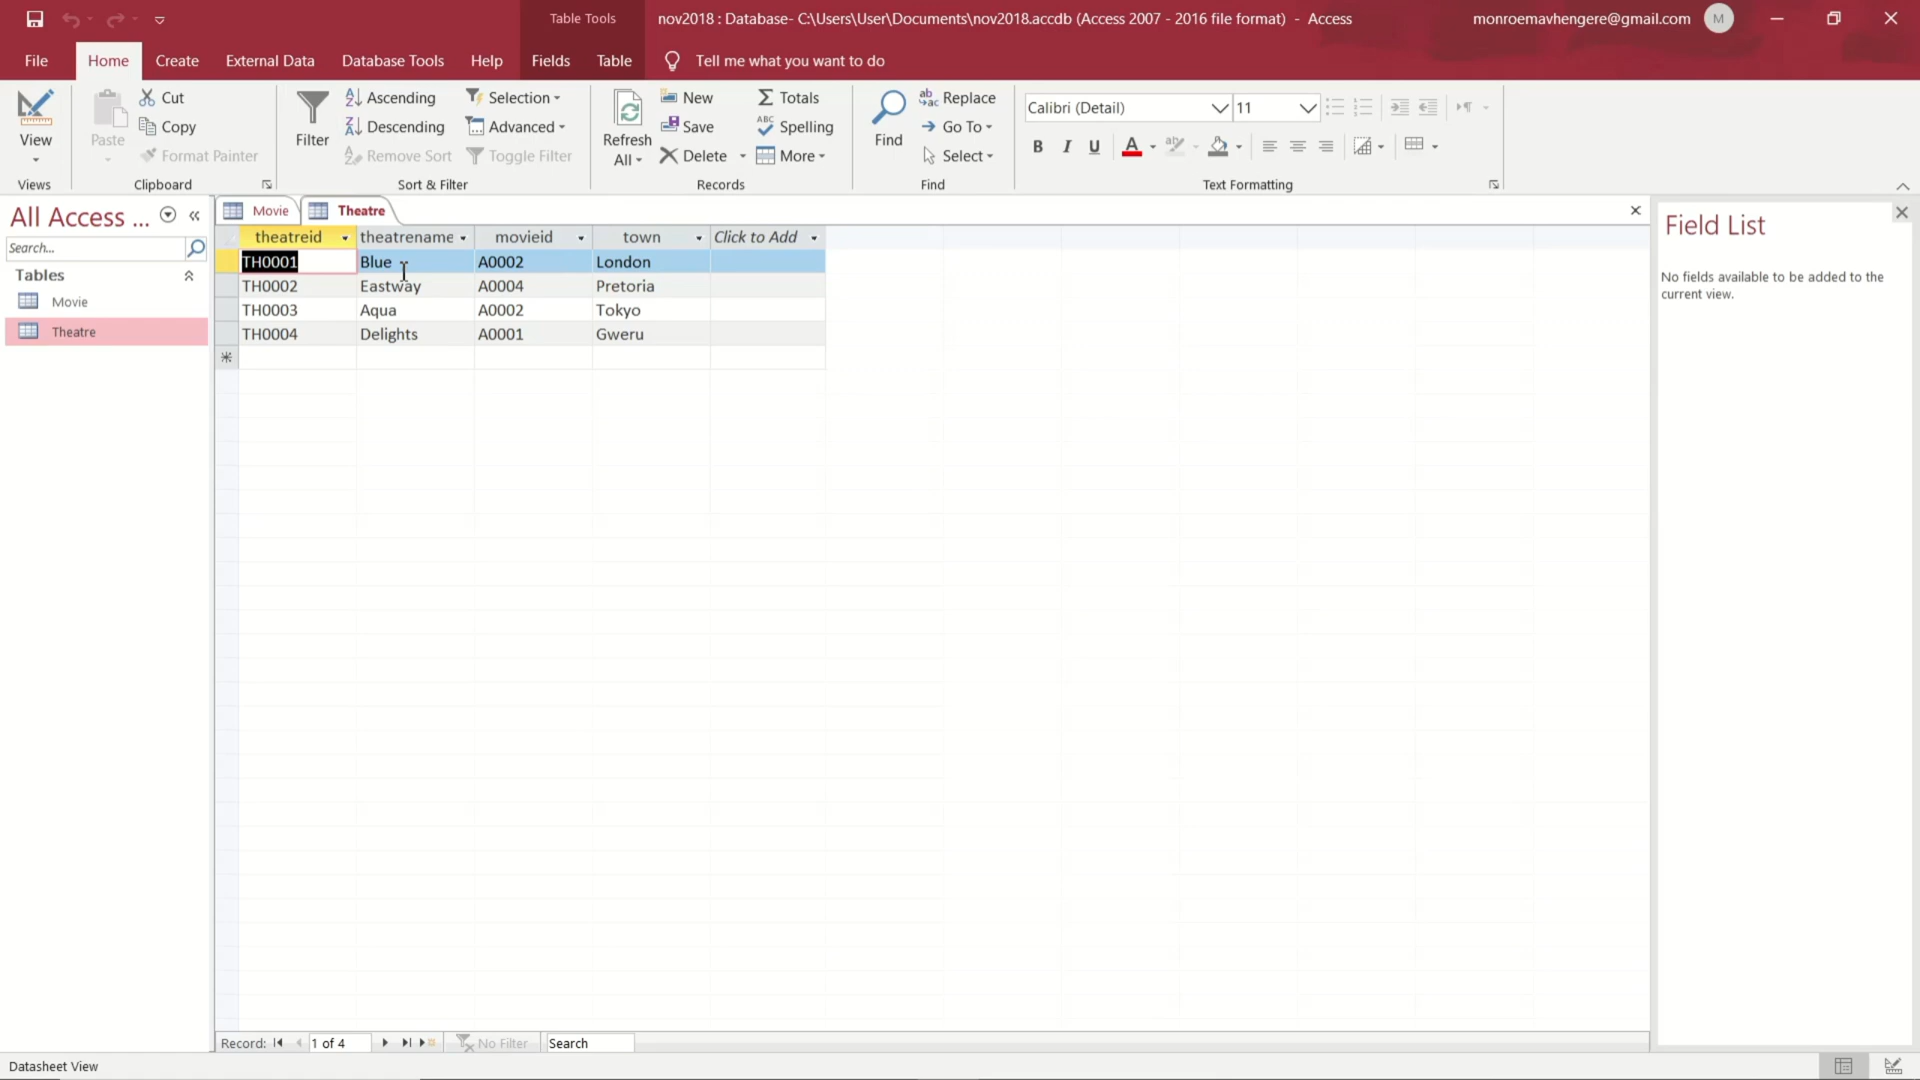 Table Tools
nov2018 : Database- C:\Users\User\Documents\nov2018.accdb (Access 2007 - 2016 file format) - Access
monroemavhengere@gmail.com
M
File
Home
Create
External Data
Database Tools
Help
Fields
Table
Tell me what you want to do
View
Views
Paste
Cut
Copy
Format Painter
Clipboard
Filter
Ascending
Descending
Remove Sort
Selection
Advanced
Toggle Filter
Sort & Filter
Refresh
All
New
Save
Delete
Totals
Spelling
More
Records
Find
Replace
Go To
Select
Find
Calibri (Detail)
11
B I U
Text Formatting
All Access ...
Search...
Tables
Movie
Theatre
Movie
Theatre
theatreid theatrename movieid town Click to Add
TH0001 Blue A0002 London
TH0002 Eastway A0004 Pretoria
TH0003 Aqua A0002 Tokyo
TH0004 Delights A0001 Gweru
Field List
No fields available to be added to the
current view.
Record: 1 of 4 No Filter Search
Datasheet View